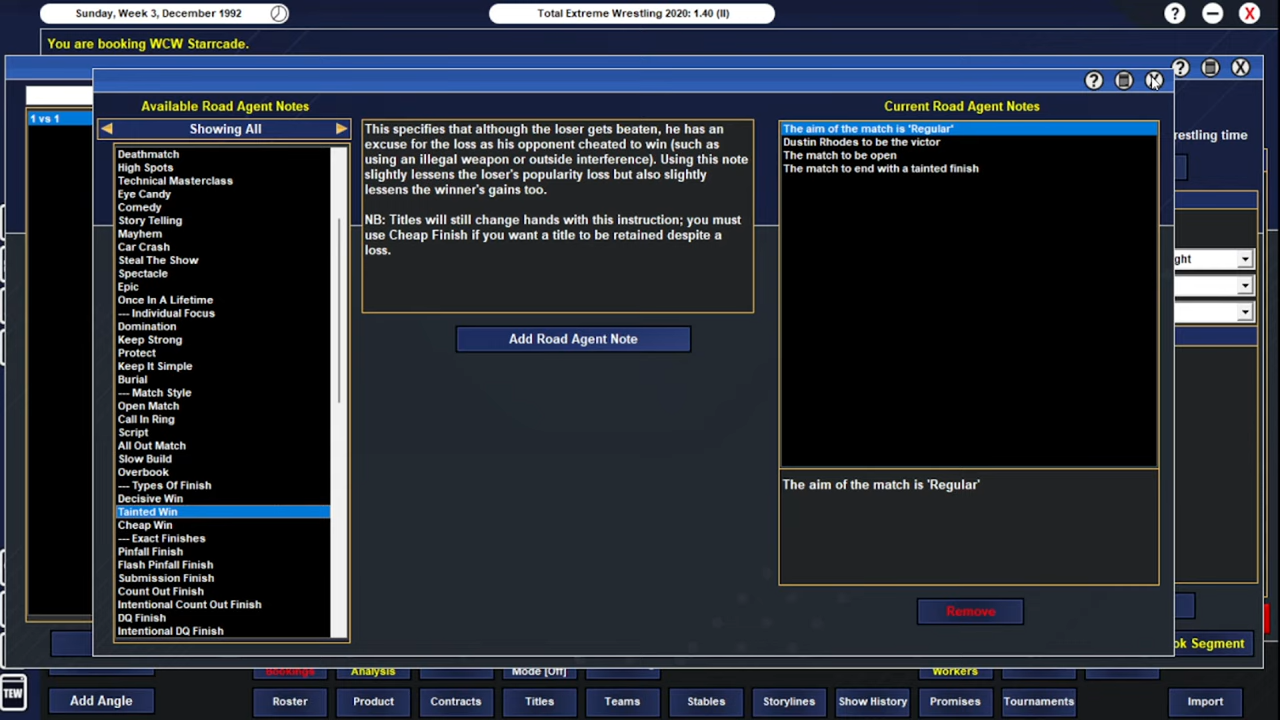 Sunday, Week 3, December 1992
Total Extreme Wrestling 2020: 1.40 (II)
? X
You are booking WCW Starrcade.
? X
? X
Available Road Agent Notes
Current Road Agent Notes
1 vs 1
Showing All
Deathmatch
High Spots
Technical Masterclass
Eye Candy
Comedy
Story Telling
Mayhem
Car Crash
Steal The Show
Spectacle
Epic
Once In A Lifetime
--- Individual Focus
Domination
Keep Strong
Protect
Keep It Simple
Burial
--- Match Style
Open Match
Call In Ring
Script
All Out Match
Slow Build
Overbook
--- Types Of Finish
Decisive Win
Tainted Win
Cheap Win
--- Exact Finishes
Pinfall Finish
Flash Pinfall Finish
Submission Finish
Count Out Finish
Intentional Count Out Finish
DQ Finish
Intentional DQ Finish
This specifies that although the loser gets beaten, he has an
excuse for the loss as his opponent cheated to win (such as
using an illegal weapon or outside interference). Using this note
slightly lessens the loser's popularity loss but also slightly
lessens the winner's gains too.
NB: Titles will still change hands with this instruction; you must
use Cheap Finish if you want a title to be retained despite a
loss.
Add Road Agent Note
The aim of the match is 'Regular'
Dustin Rhodes to be the victor
The match to be open
The match to end with a tainted finish
The aim of the match is 'Regular'
Remove
restling time
ght
ok Segment
Bookings
Analysis
Mode [Off]
Workers
TEW
Add Angle
Roster
Product
Contracts
Titles
Teams
Stables
Storylines
Show History
Promises
Tournaments
Import